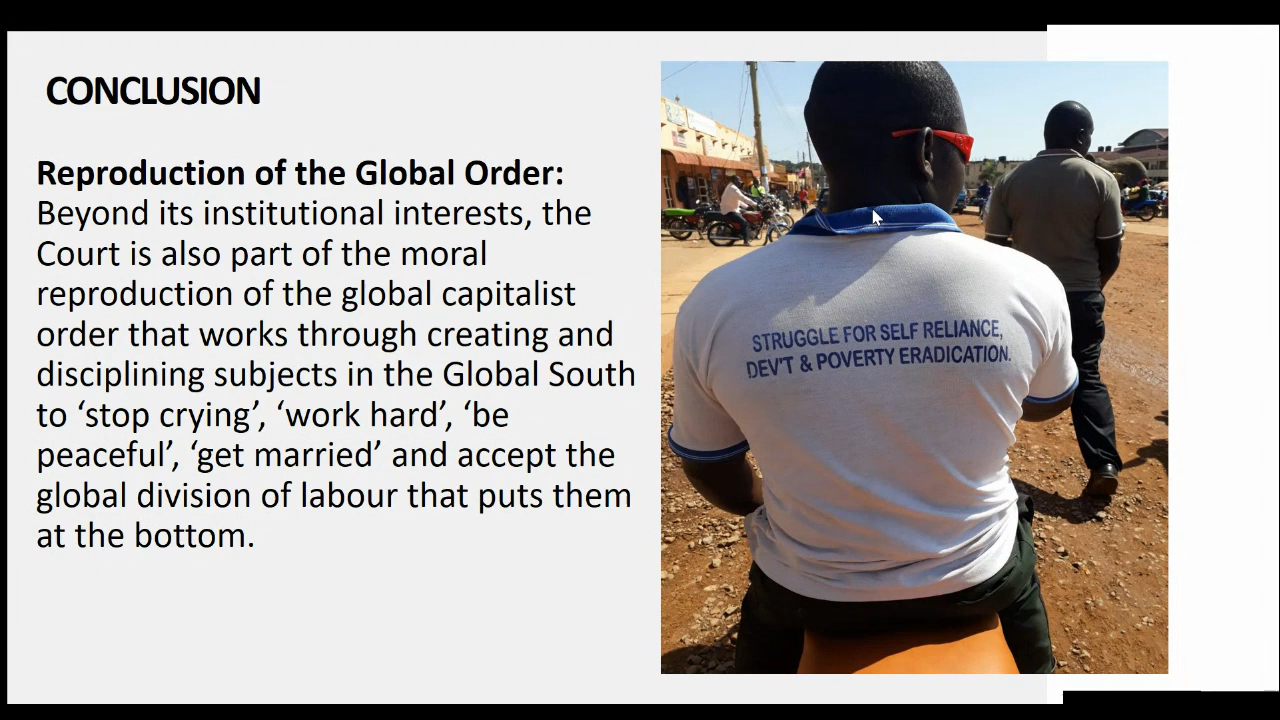 CONCLUSION
Reproduction of the Global Order:
Beyond its institutional interests, the
Court is also part of the moral
reproduction of the global capitalist
order that works through creating and
disciplining subjects in the Global South
to ‘stop crying’, ‘work hard’, ‘be
peaceful’, ‘get married’ and accept the
global division of labour that puts them
at the bottom.
STRUGGLE FOR SELF RELIANCE,
DEV'T & POVERTY ERADICATION.